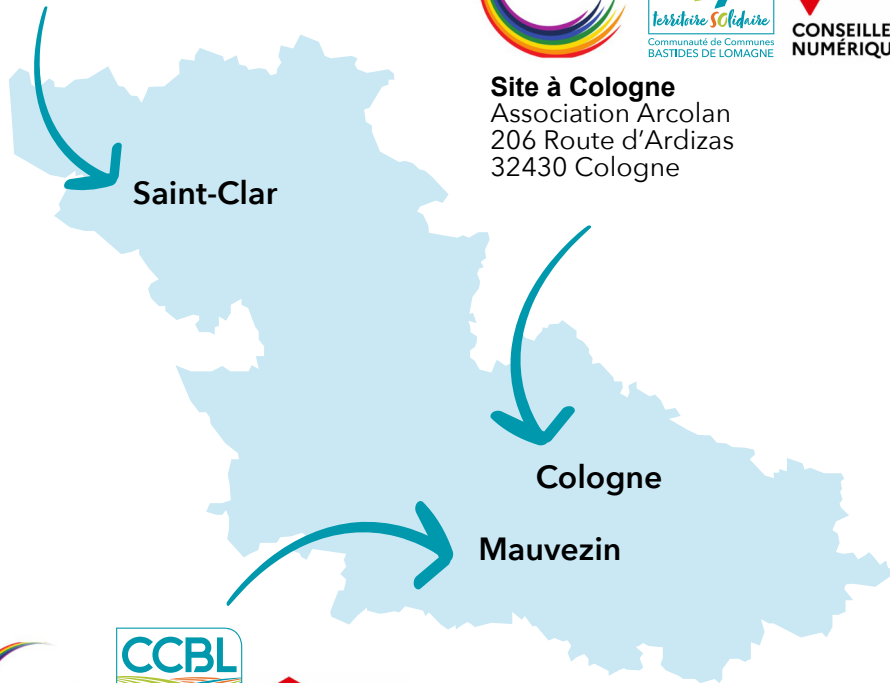 territoire SOlidaire
Communauté de Communes
BASTIDES DE LOMAGNE
CONSEILLE
NUMÉRIQU
Site à Cologne
Association Arcolan
206 Route d'Ardizas
32430 Cologne
Saint-Clar
Cologne
Mauvezin
CCBL